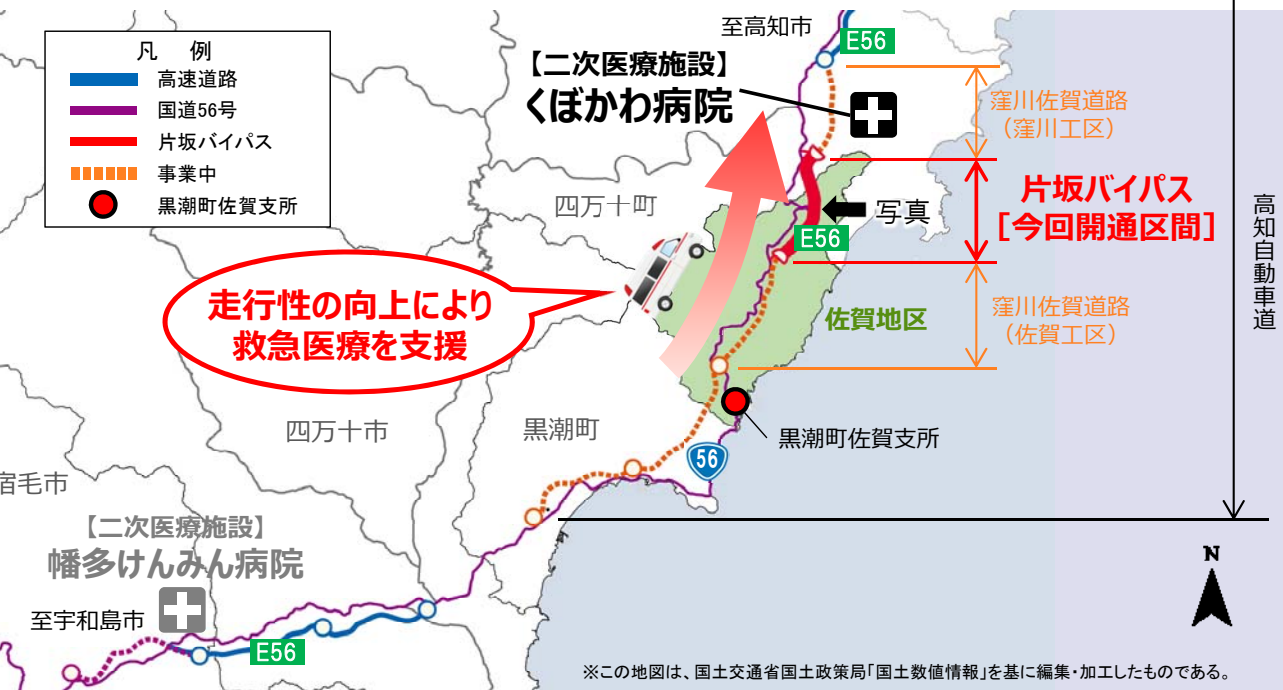 凡 例
高速道路
国道56号
片坂バイパス
事業中
黒潮町佐賀支所
至高知市
E56
【二次医療施設】
くぼかわ病院
窪川佐賀道路
（窪川工区）
四万十町
写真
E56
片坂バイパス
［今回開通区間］
高知自動車道
走行性の向上により
救急医療を支援
佐賀地区
窪川佐賀道路
（佐賀工区）
四万十市
黒潮町
黒潮町佐賀支所
56
宿毛市
【二次医療施設】
幡多けんみん病院
至宇和島市
E56
N
※この地図は、国土交通省国土政策局「国土数値情報」を基に編集・加工したものである。